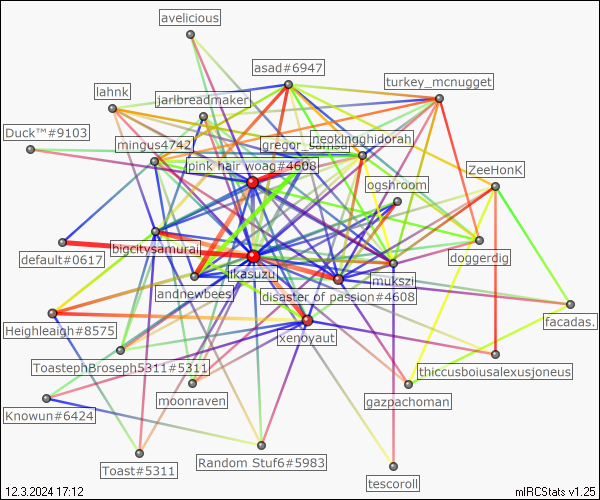 avelicious
asad#6947
turkey_mcnugget
lahnk
jarlbreadmaker
Duck™#9103
mingus4742
gregor_samsa
neokingghidorah
pink hair woag#4608
ogshroom
ZeeHonK
default#0617
bigcitysamurai
ikasuzu
mukszi
doggerdig
andnewbees
disaster of passion#4608
facadas.
Heighleigh#8575
xenoyaut
ToastephBroseph5311#5311
thiccusboiusalexusjoneus
moonraven
gazpachoman
Knowun#6424
Toast#5311
Random Stuf6#5983
tescoroll
12.3.2024 17:12
mIRCStats v1.25